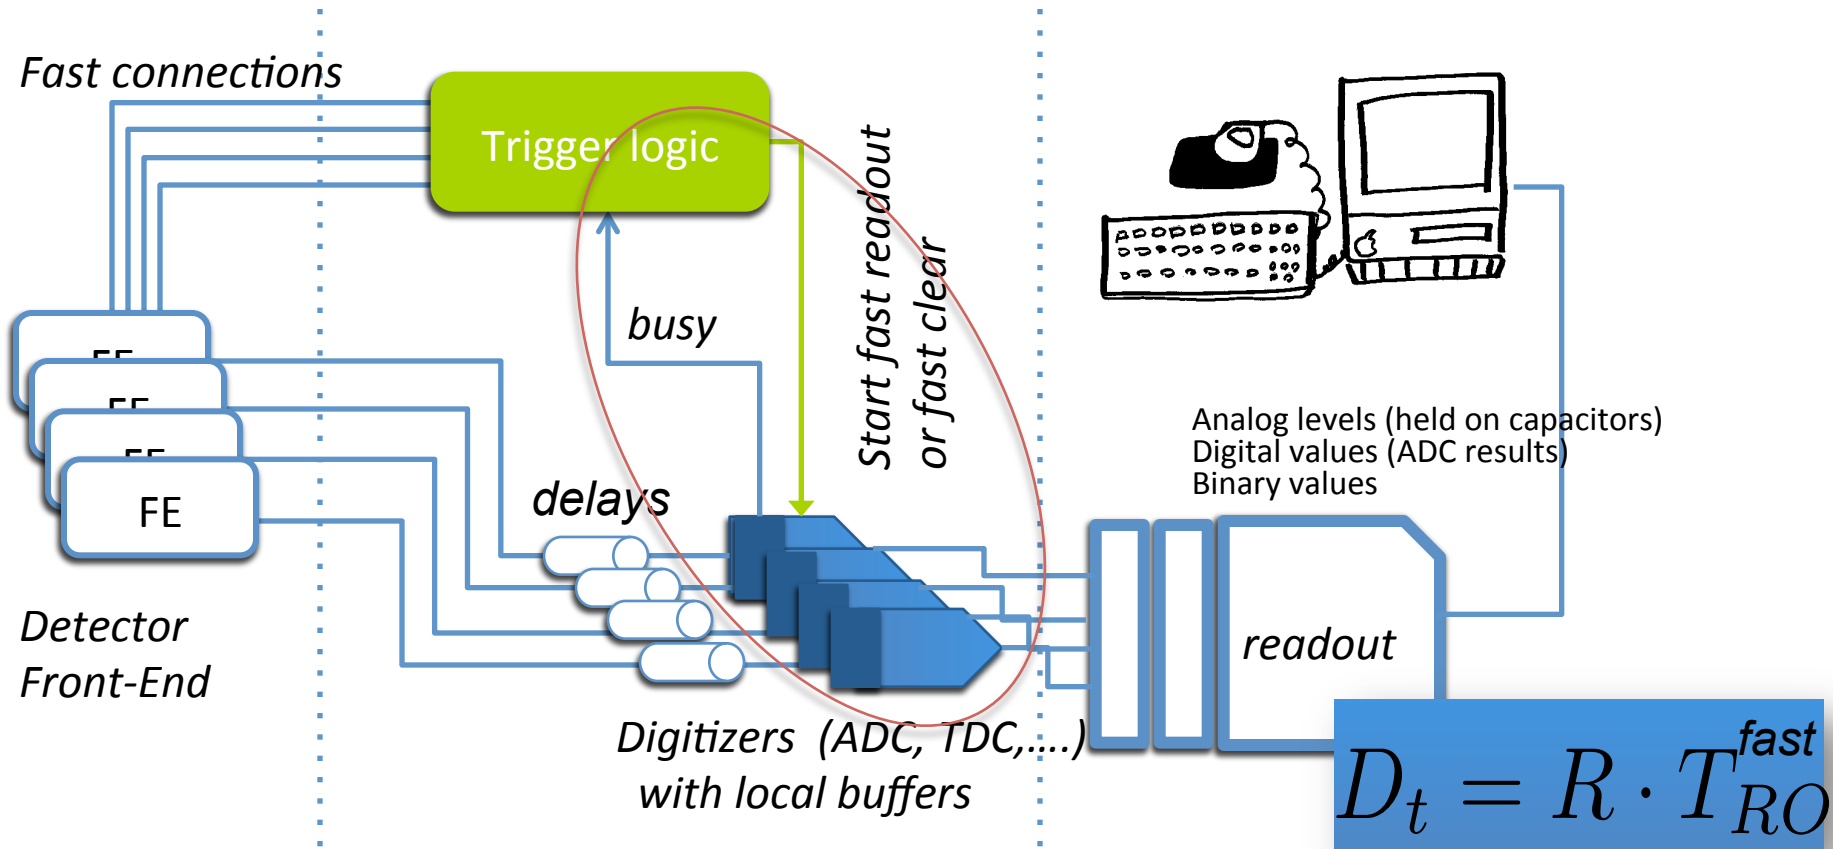 Fast connections
Trigger logic
Start fast readout
or fast clear
busy
FE
FE
FE
FE
delays
Analog levels (held on capacitors)
Digital values (ADC results)
Binary values
Detector
Front-End
readout
Digitizers (ADC, TDC,....)
with local buffers
D_t = R · T_{RO}^{fast}